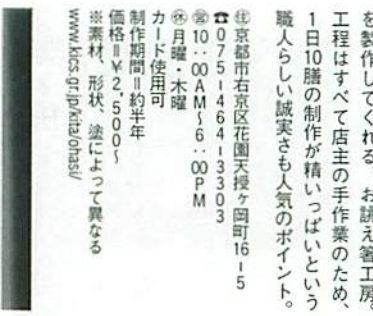 を製作してくれる、お誂え箸工房。
工程はすべて店主の手作業のため、
1日10膳の制作が精いっぱいという
職人らしい誠実さも人気のポイント。
㊟京都市右京区花園天授ヶ岡町16-5
☎075-464-3303
㊺10:00AM~6:00PM
㊡月曜・木曜
カード使用可
制作期間=約半年
価格=¥2,500~
※素材、形状、塗によって異なる
www.kics.gr.jp/kita/ohasi/